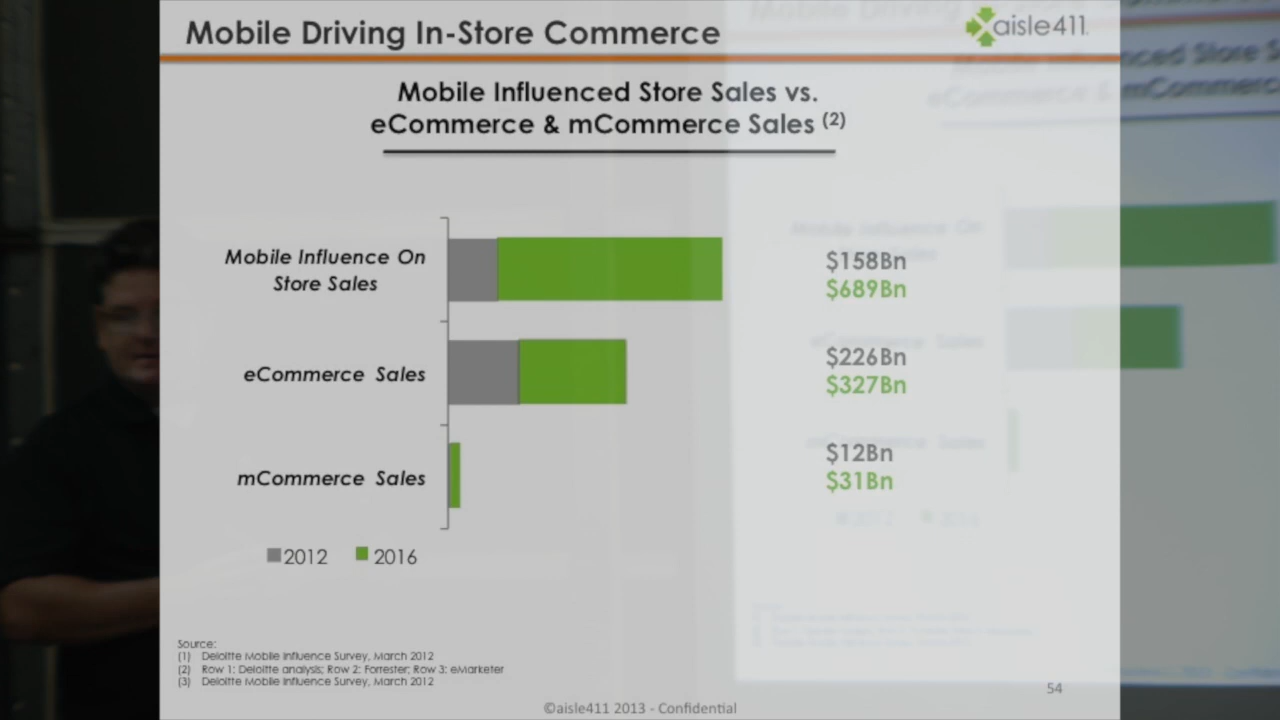 Mobile Driving In-Store Commerce
aisle411
Mobile Influenced Store Sales vs.
eCommerce & mCommerce Sales (2)
Mobile Influence On
Store Sales
$158Bn
$689Bn
eCommerce Sales
$226Bn
$327Bn
mCommerce Sales
$12Bn
$31Bn
2012 2016
Source:
(1) Deloitte Mobile Influence Survey, March 2012
(2) Row 1: Deloitte analysis; Row 2: Forrester; Row 3: eMarketer
(3) Deloitte Mobile Influence Survey, March 2012
54
©aisle411 2013 - Confidential